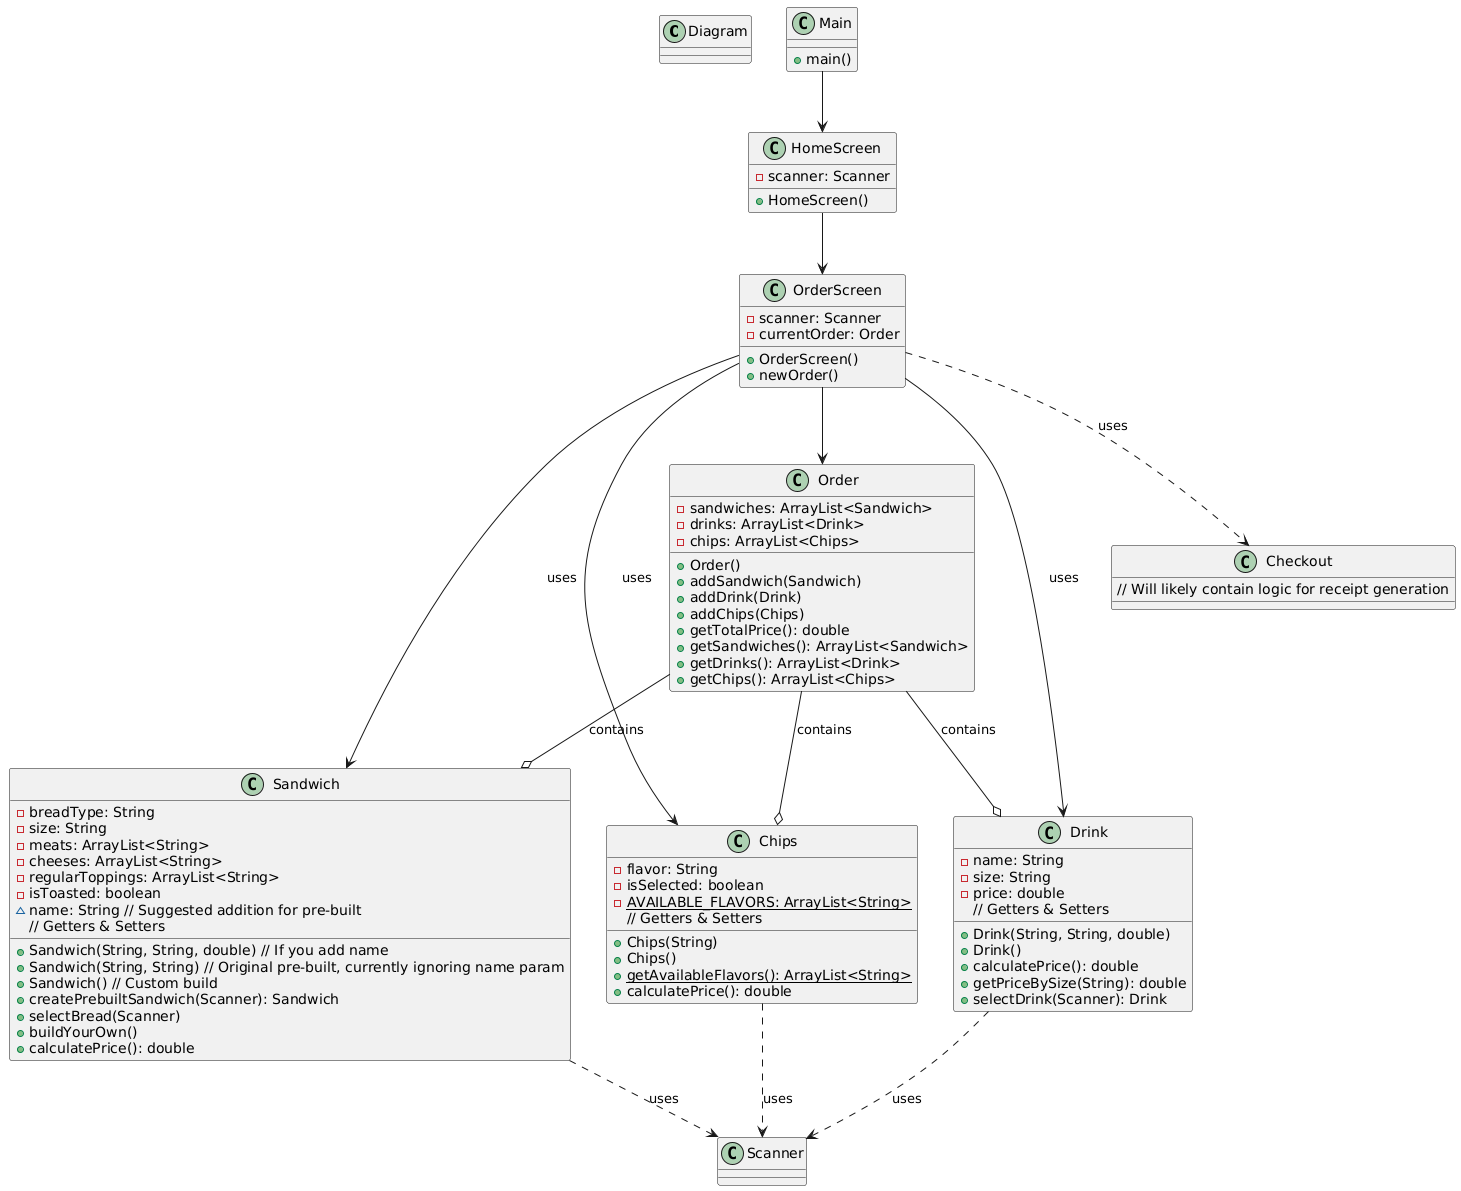 C Diagram
C Main
main()
C HomeScreen
scanner: Scanner
HomeScreen()
C OrderScreen
scanner: Scanner
currentOrder: Order
OrderScreen()
newOrder()
uses
uses
uses
uses
C Order
sandwiches: ArrayList<Sandwich>
drinks: ArrayList<Drink>
chips: ArrayList<Chips>
Order()
addSandwich(Sandwich)
addDrink(Drink)
addChips(Chips)
getTotalPrice(): double
getSandwiches(): ArrayList<Sandwich>
getDrinks(): ArrayList<Drink>
getChips(): ArrayList<Chips>
C Checkout
// Will likely contain logic for receipt generation
contains
contains
contains
C Sandwich
breadType: String
size: String
meats: ArrayList<String>
cheeses: ArrayList<String>
regularToppings: ArrayList<String>
isToasted: boolean
name: String // Suggested addition for pre-built
// Getters & Setters
Sandwich(String, String, double) // If you add name
Sandwich(String, String) // Original pre-built, currently ignoring name param
Sandwich() // Custom build
createPrebuiltSandwich(Scanner): Sandwich
selectBread(Scanner)
buildYourOwn()
calculatePrice(): double
C Chips
flavor: String
isSelected: boolean
AVAILABLE_FLAVORS: ArrayList<String>
// Getters & Setters
Chips(String)
Chips()
getAvailableFlavors(): ArrayList<String>
calculatePrice(): double
C Drink
name: String
size: String
price: double
// Getters & Setters
Drink(String, String, double)
Drink()
calculatePrice(): double
getPriceBySize(String): double
selectDrink(Scanner): Drink
uses
uses
uses
C Scanner